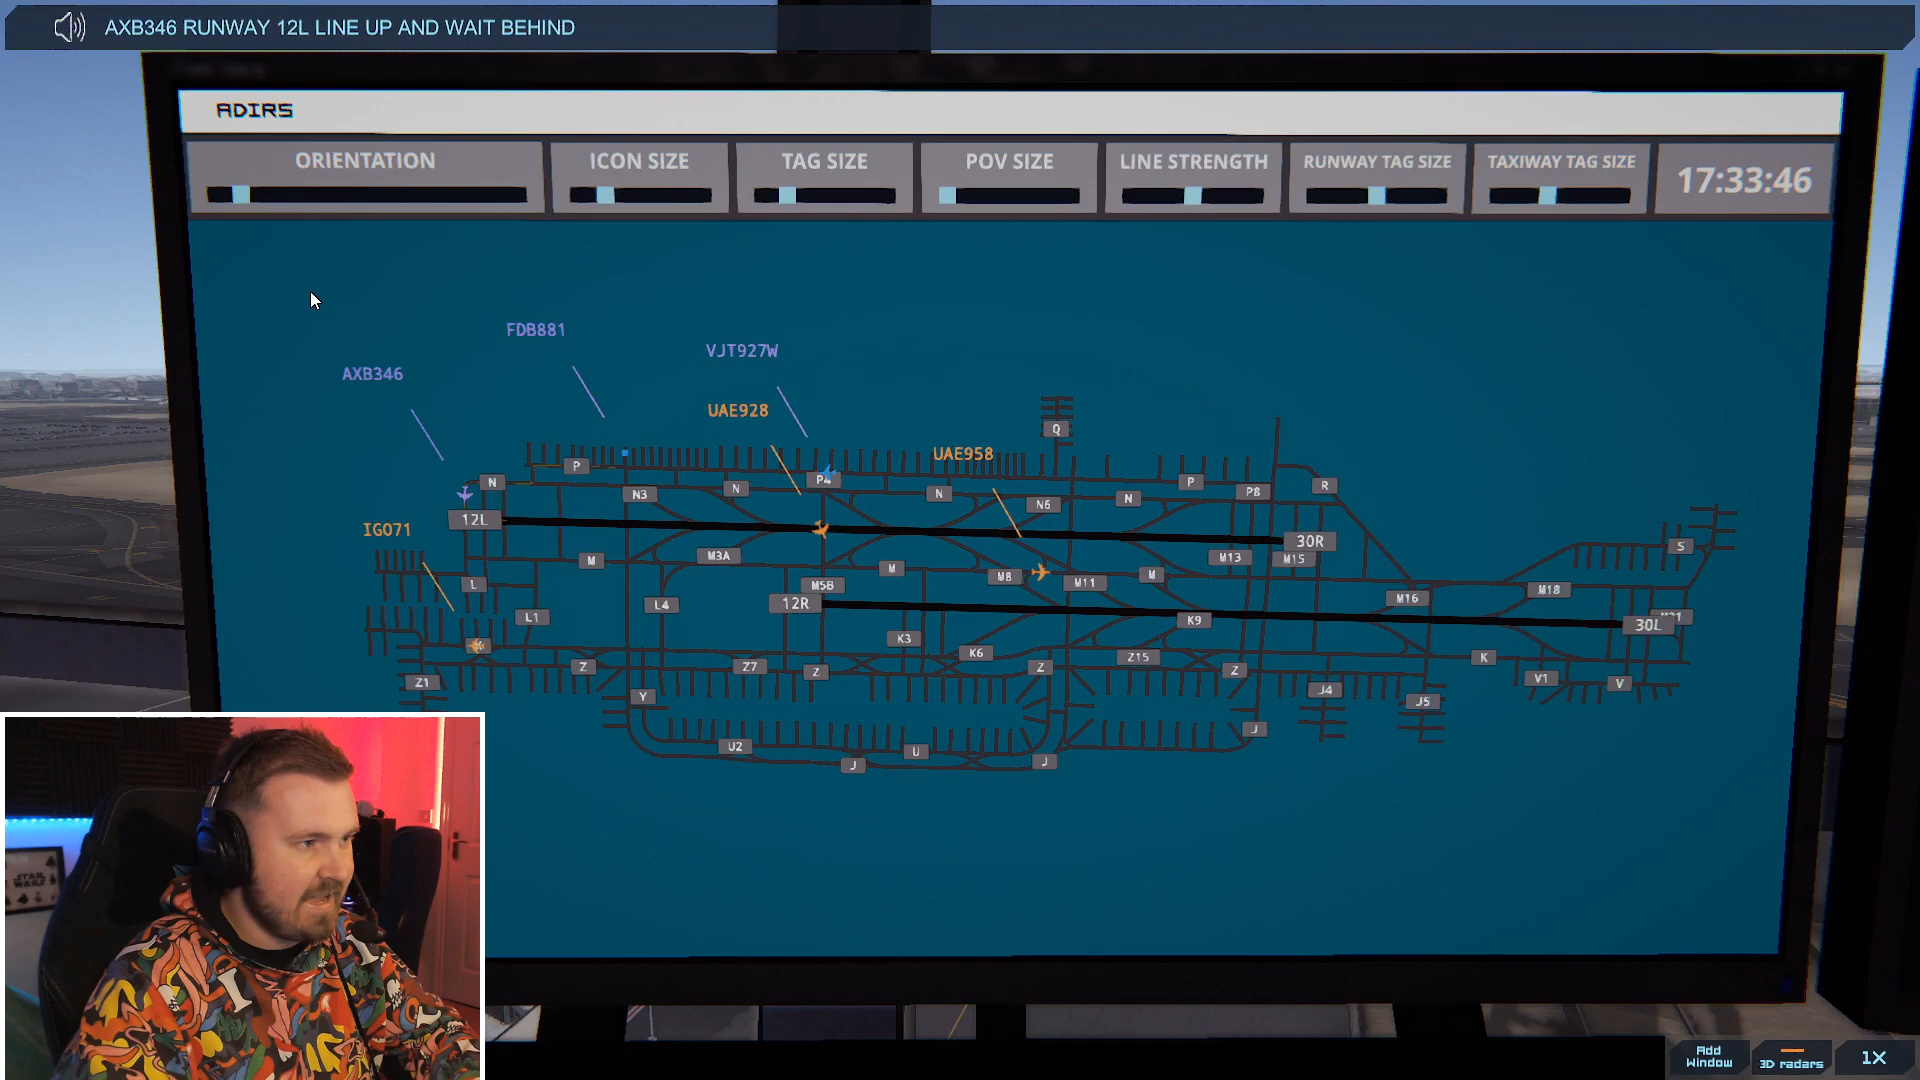 AXB346 RUNWAY 12L LINE UP AND WAIT BEHIND
ADIRS
ORIENTATION
ICON SIZE
TAG SIZE
POV SIZE
LINE STRENGTH
RUNWAY TAG SIZE
TAXIWAY TAG SIZE
17:33:46
FDB881
VJT927W
AXB346
UAE928
Q
UAE958
P
N
P4
P
R
N3
N
N
N6
N
P8
12L
IGO71
30R
S
M
M3A
M
M8
M11
M
M13
M15
L
M5B
M16
M18
L1
L4
12R
K9
30L
K3
K6
Z15
K
Z1
Z
Z7
Z
Z
Z
J4
V1
V
Y
J5
U2
U
J
J
J
STAR
WARS
Add
Window
3D radars
1X